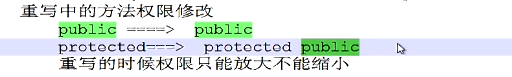 重写中的方法权限修改
public ====> public
protected===> protected public
重写的时候权限只能放大不能缩小